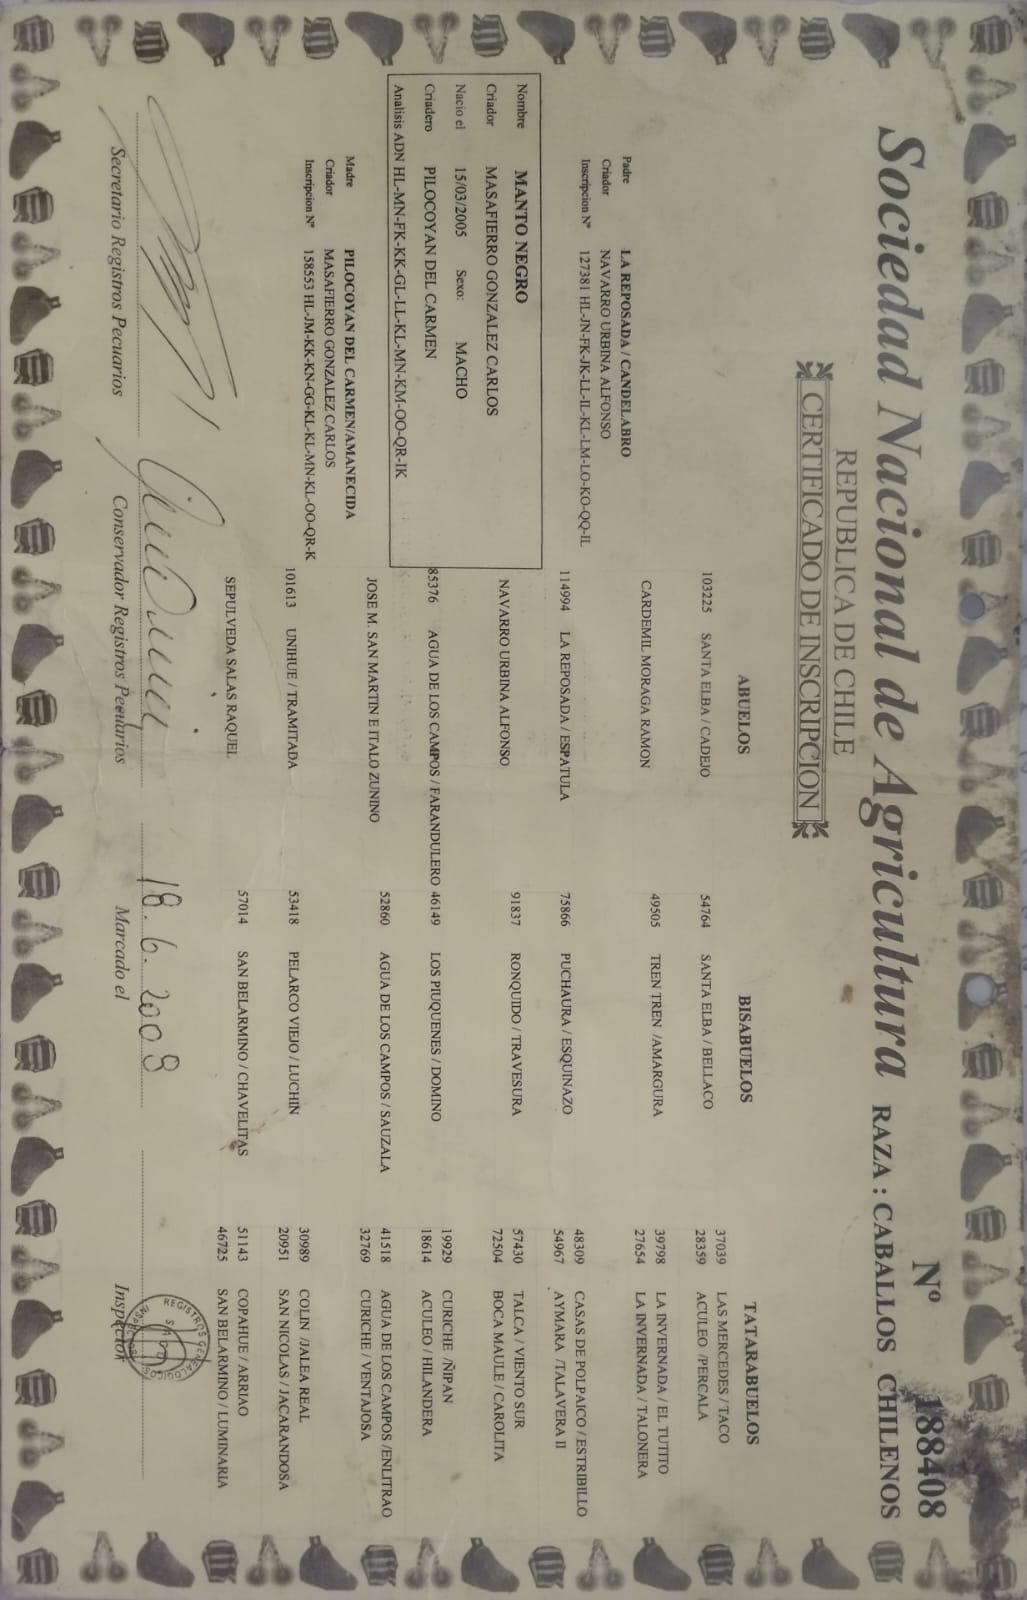 Sociedad Nacional de Agricultura
Nº 188408
RAZA : CABALLOS CHILENOS
REPUBLICA DE CHILE
CERTIFICADO DE INSCRIPCION
ABUELOS BISABUELOS TATARABUELOS
Padre LA REPOSADA / CANDELABRO
Criador NAVARRO URBINA ALFONSO
Inscripcion Nº 127381 HL-JN-FK-JK-LL-IL-KL-LM-LO-KO-QQ-IL
Nombre MANTO NEGRO
Criador MASAFIERRO GONZALEZ CARLOS
Nacio el 15/03/2005 Sexo: MACHO
Criadero PILOCOYAN DEL CARMEN
Analisis ADN HL-MN-FK-KK-GL-LL-KL-MN-KM-OO-QR-IK
Madre PILOCOYAN DEL CARMEN/AMANECIDA
Criador MASAFIERRO GONZALEZ CARLOS
Inscripcion Nº 158553 HL-JM-KK-KN-GG-KL-KL-MN-KL-OO-QR-K
103225 SANTA ELBA / CADEJO
CARDEMIL MORAGA RAMON
114994 LA REPOSADA / ESPATULA
NAVARRO URBINA ALFONSO
85376 AGUA DE LOS CAMPOS / FARANDULERO
JOSE M. SAN MARTIN E ITALO ZUNINO
101613 UNIHUE / TRAMITADA
SEPULVEDA SALAS RAQUEL
54764 SANTA ELBA / BELLACO
49505 TREN TREN /AMARGURA
75866 PUCHAURA / ESQUINAZO
91837 RONQUIDO / TRAVESURA
46149 LOS PIUQUENES / DOMINO
52860 AGUA DE LOS CAMPOS / SAUZALA
53418 PELARCO VIEJO / LUCHIN
57014 SAN BELARMINO / CHAVELITAS
37039 LAS MERCEDES / TACO
28359 ACULEO /PERCALA
39798 LA INVERNADA / EL TUTITO
27654 LA INVERNADA / TALONERA
48309 CASAS DE POLPAICO / ESTRIBILLO
54967 AYMARA /TALAVERA II
57430 TALCA / VIENTO SUR
72504 BOCA MAULE / CAROLITA
19929 CURICHE /ÑIPAN
18614 ACULEO / HILANDERA
41518 AGUA DE LOS CAMPOS /ENLITRAO
32769 CURICHE / VENTAJOSA
30989 COLIN /JALEA REAL
20951 SAN NICOLAS / JACARANDOSA
51143 COPAHUE / ARRIAO
46725 SAN BELARMINO / LUMINARIA
18. 6. 2008
Secretario Registros Pecuarios Conservador Registros Pecuarios Marcado el Inspector
REGISTROS GENEALOGICOS